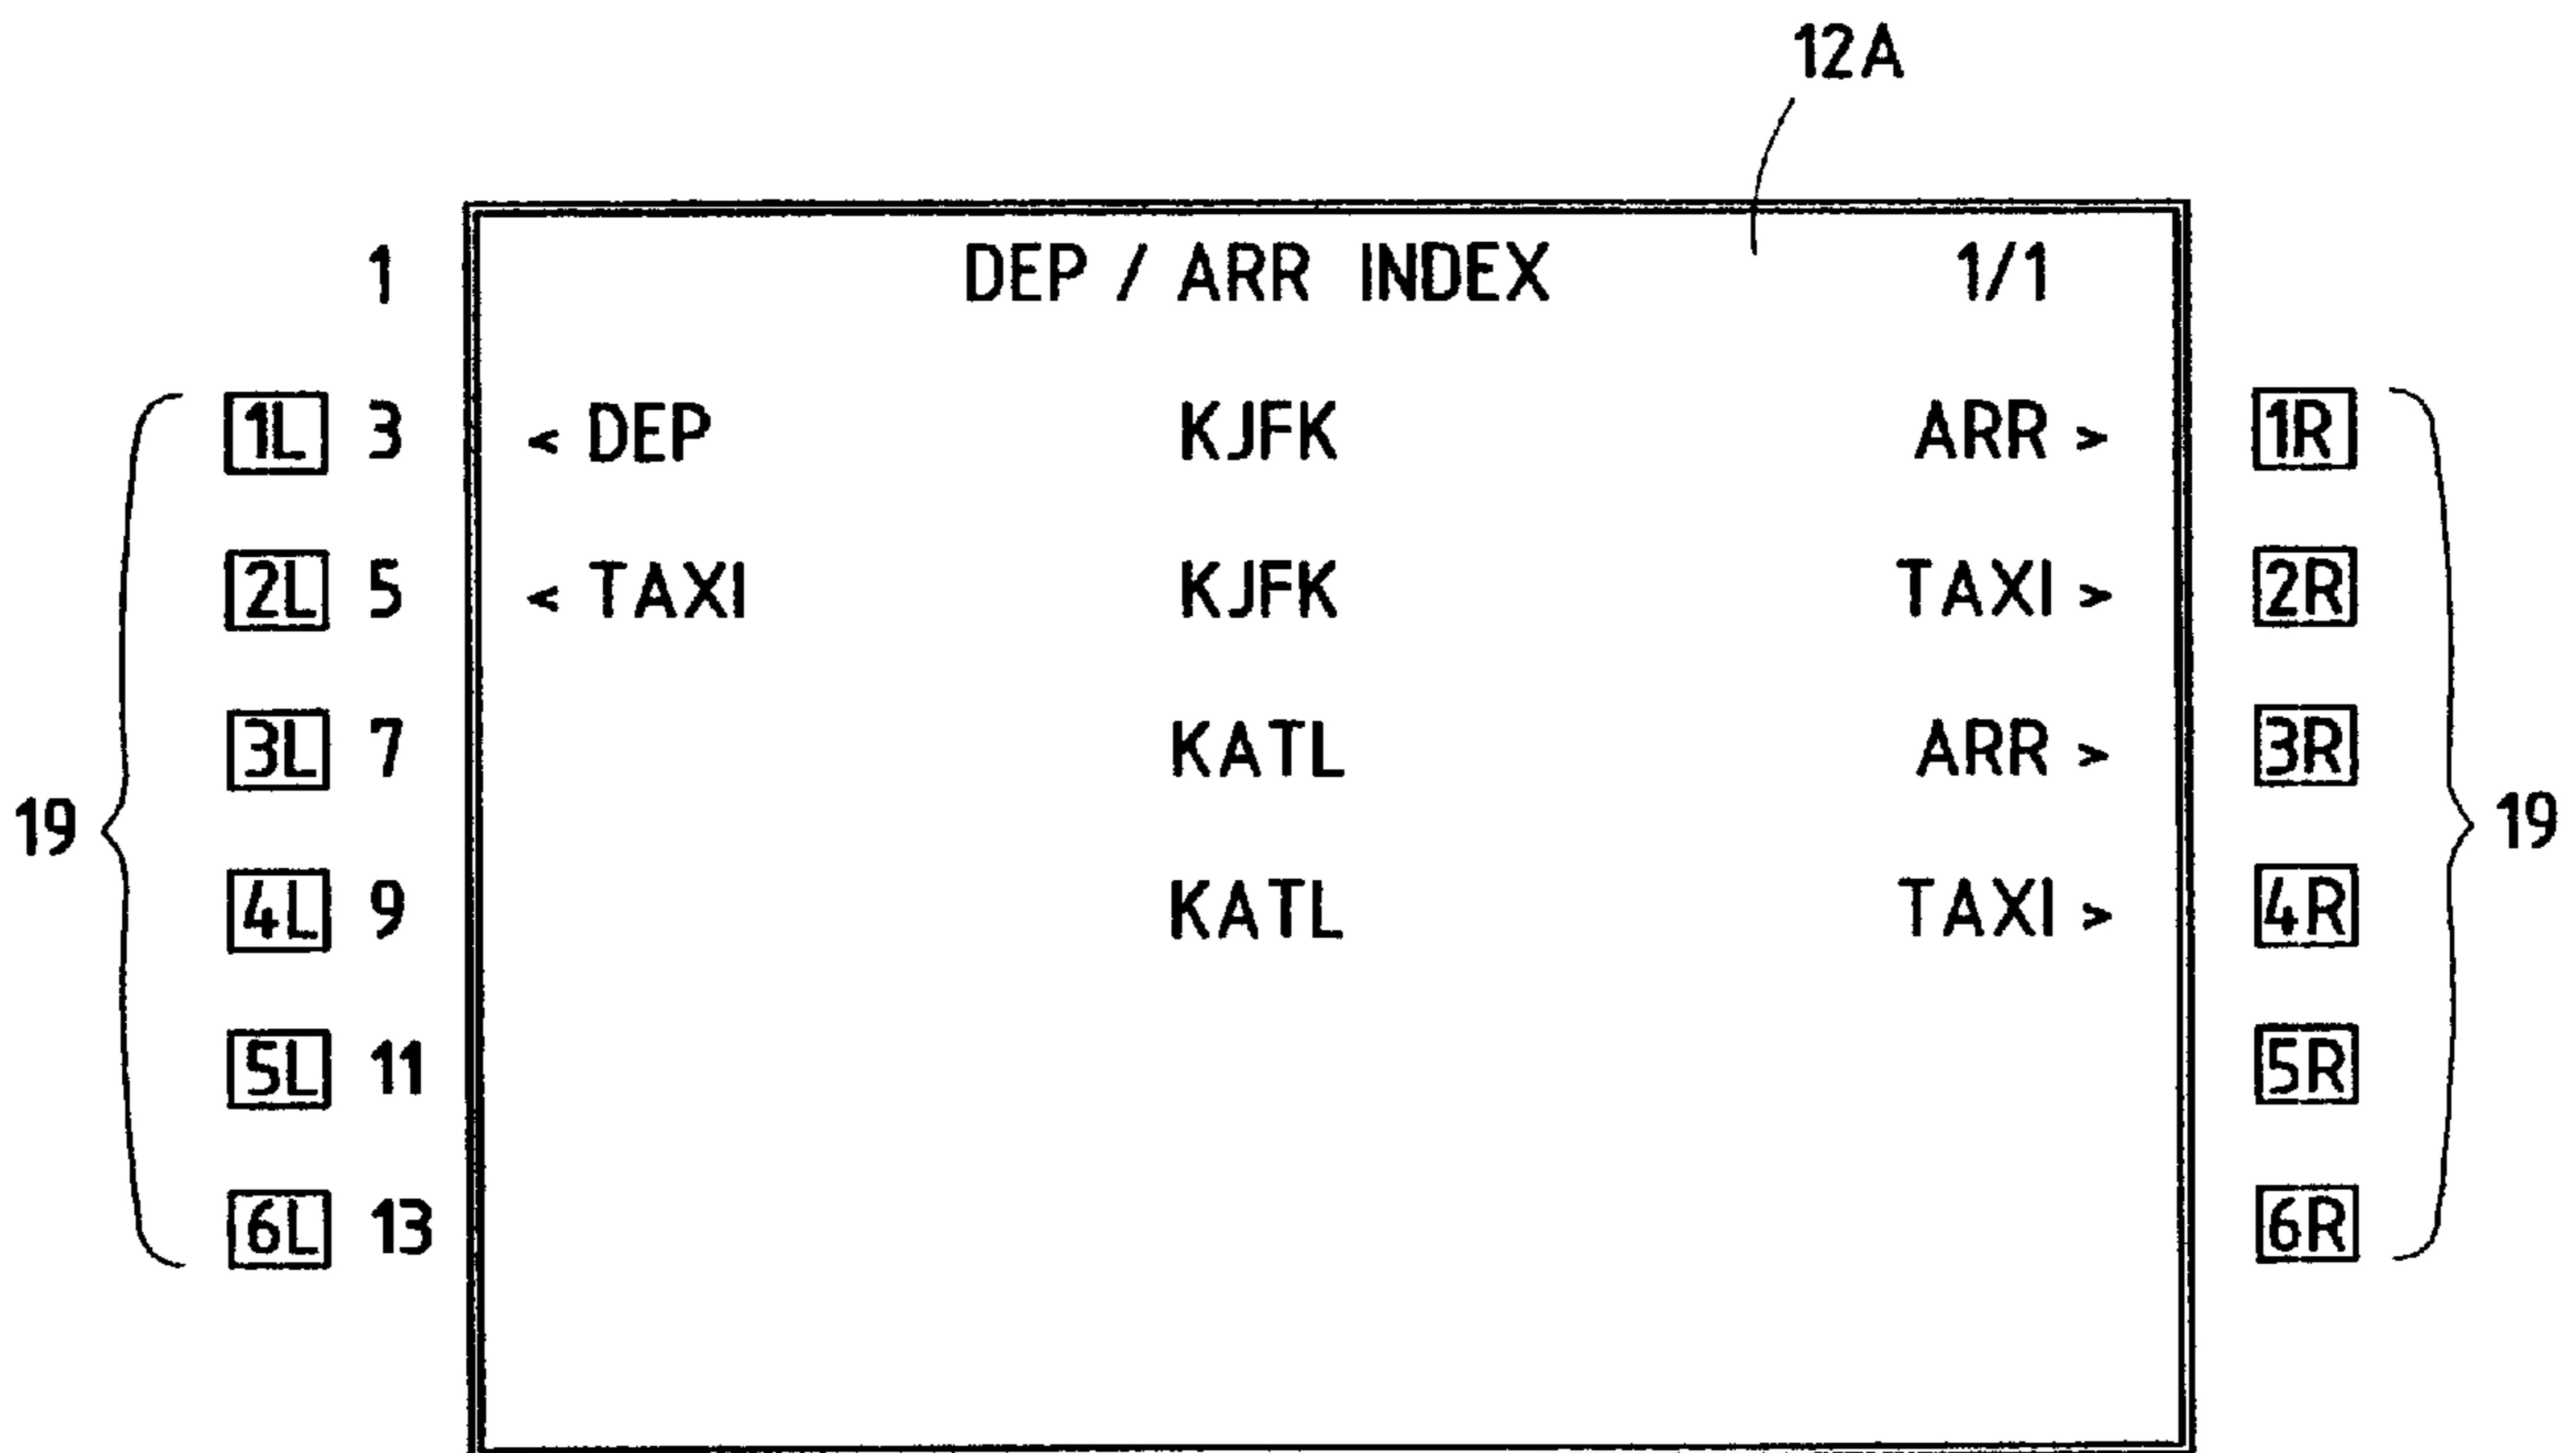 12A
1 DEP / ARR INDEX 1/1
1L 3 < DEP KJFK ARR > 1R
2L 5 < TAXI KJFK TAXI > 2R
3L 7 KATL ARR > 3R
19 19
4L 9 KATL TAXI > 4R
5L 11 5R
6L 13 6R